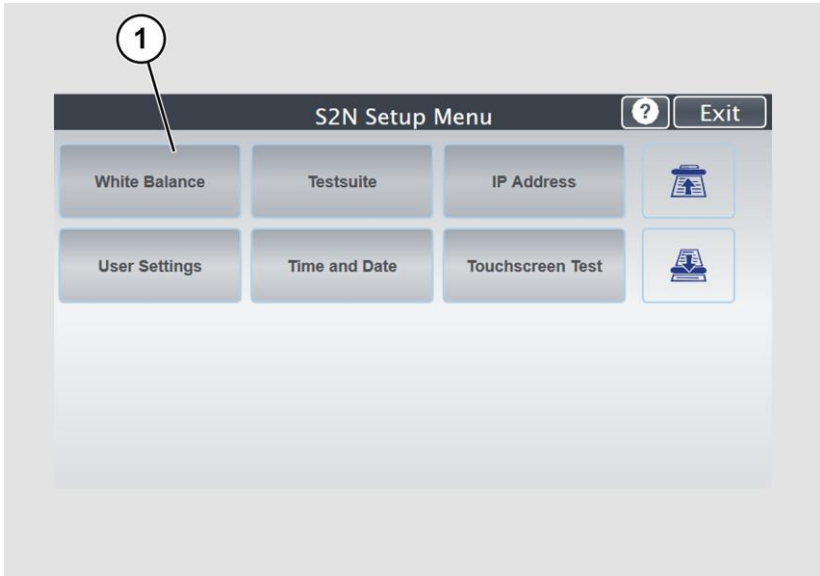 1
S2N Setup Menu ? Exit
White Balance Testsuite IP Address
User Settings Time and Date Touchscreen Test